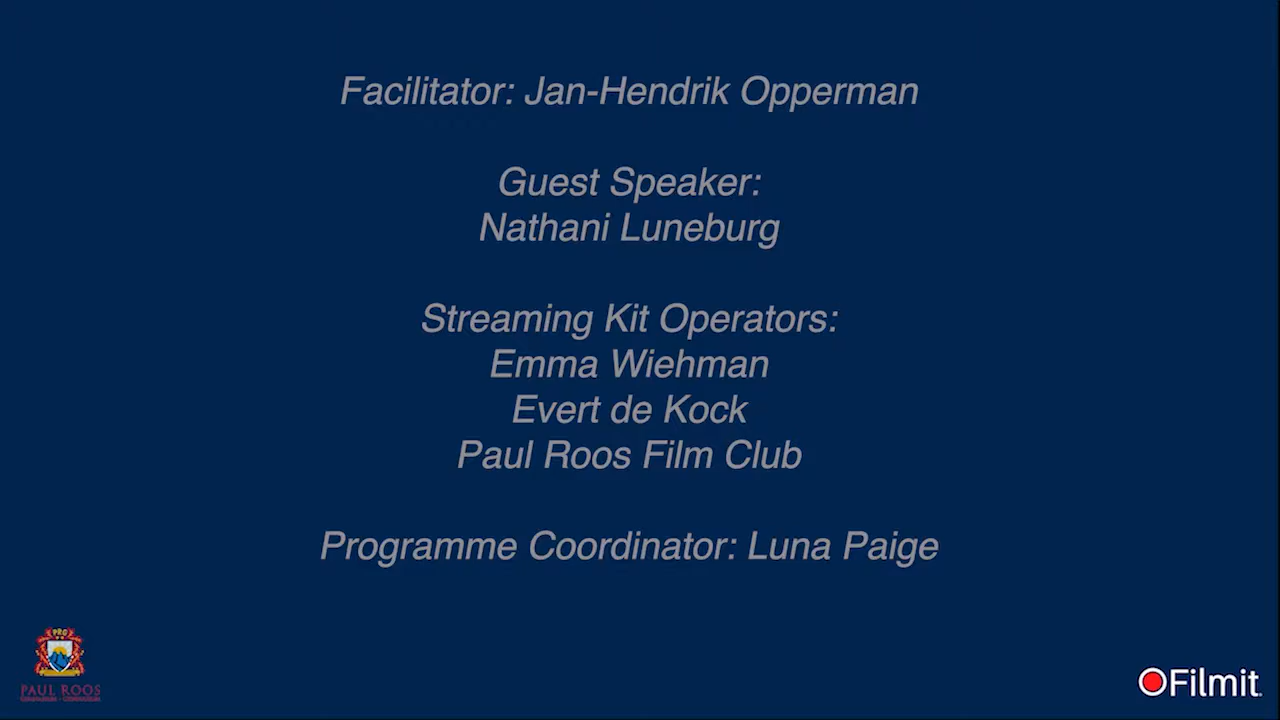 Facilitator: Jan-Hendrik Opperman
Guest Speaker:
Nathani Luneburg
Streaming Kit Operators:
Emma Wiehman
Evert de Kock
Paul Roos Film Club
Programme Coordinator: Luna Paige
PRG
PAUL ROOS
Filmit